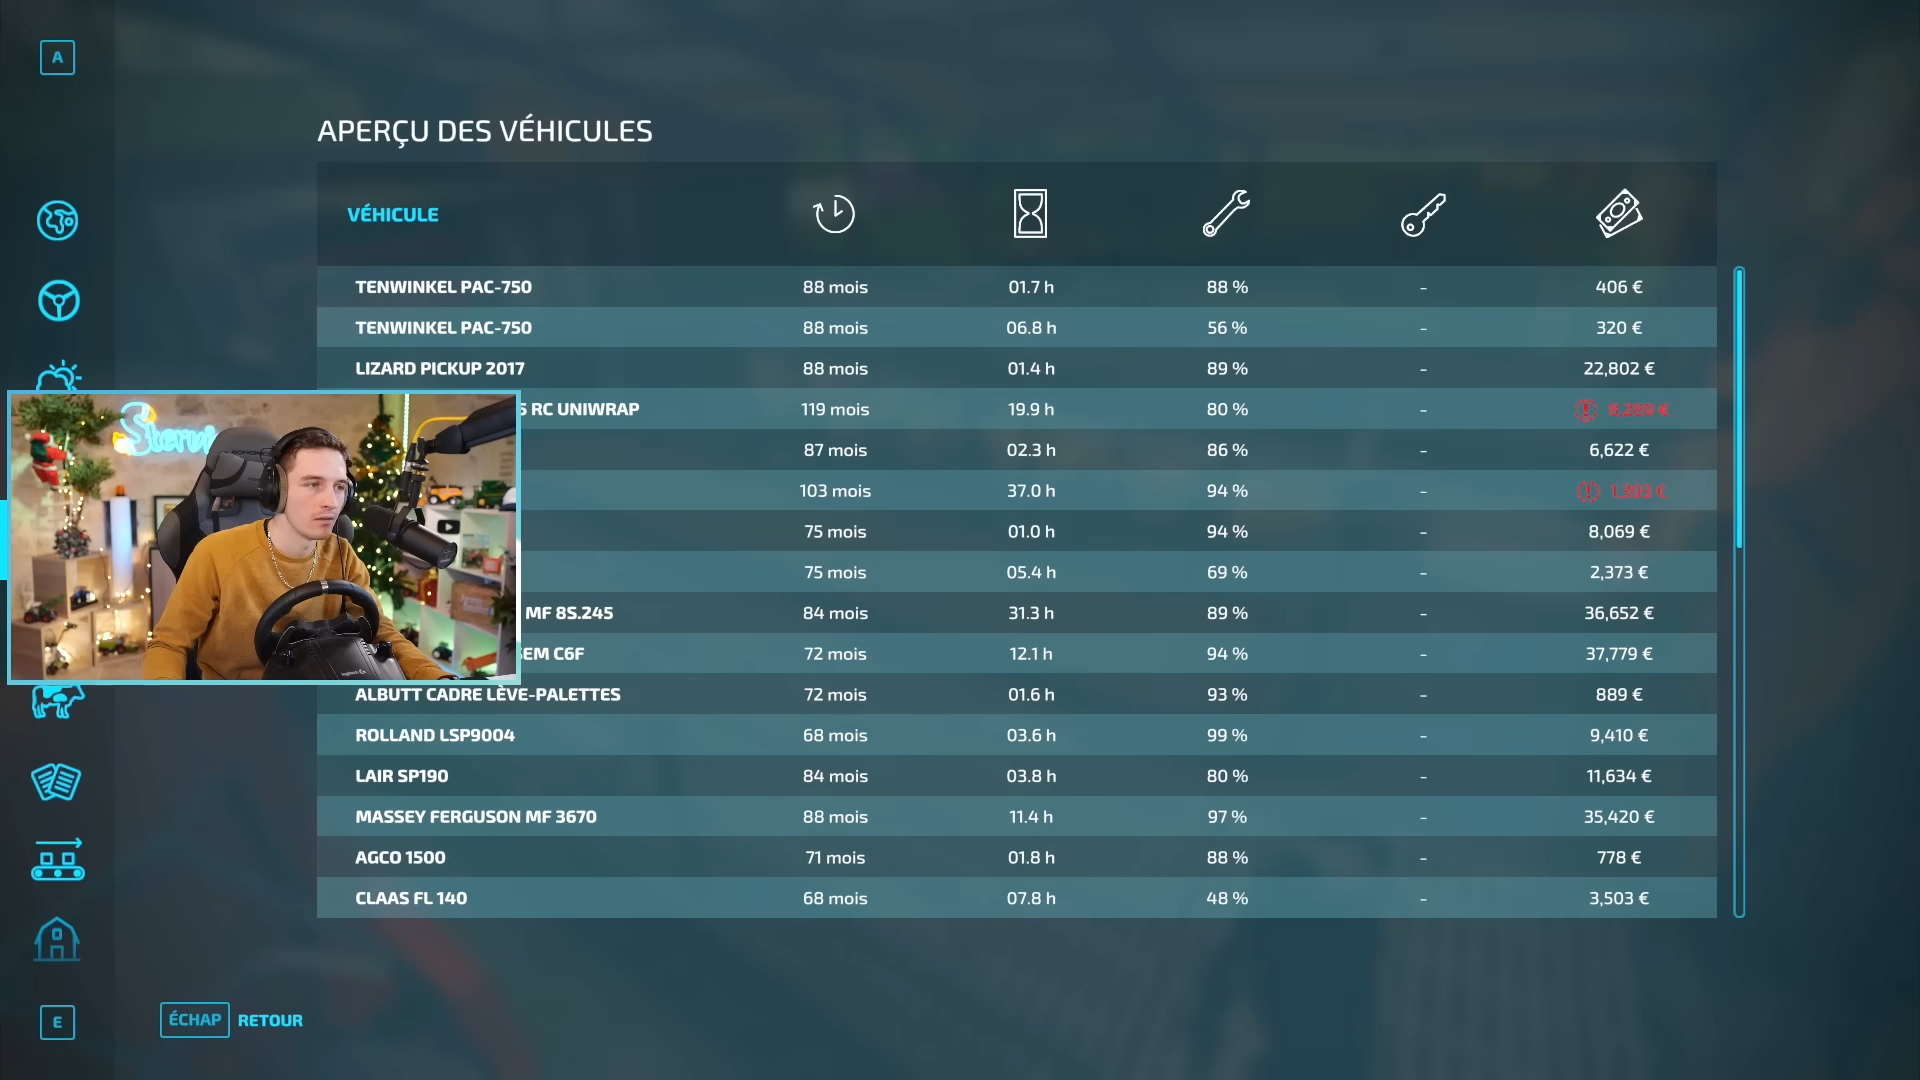 A
APERÇU DES VÉHICULES
VÉHICULE
TENWINKEL PAC-750 88 mois 01.7 h 88 % - 406 €
TENWINKEL PAC-750 88 mois 06.8 h 56 % - 320 €
LIZARD PICKUP 2017 88 mois 01.4 h 89 % - 22,802 €
RC UNIWRAP 119 mois 19.9 h 80 % -
87 mois 02.3 h 86 % - 6,622 €
103 mois 37.0 h 94 % -
75 mois 01.0 h 94 % - 8,069 €
75 mois 05.4 h 69 % - 2,373 €
MF 8S.245 84 mois 31.3 h 89 % - 36,652 €
C6F 72 mois 12.1 h 94 % - 37,779 €
ALBUTT CADRE LÈVE-PALETTES 72 mois 01.6 h 93 % - 889 €
ROLLAND LSP9004 68 mois 03.6 h 99 % - 9,410 €
LAIR SP190 84 mois 03.8 h 80 % - 11,634 €
MASSEY FERGUSON MF 3670 88 mois 11.4 h 97 % - 35,420 €
AGCO 1500 71 mois 01.8 h 88 % - 778 €
CLAAS FL 140 68 mois 07.8 h 48 % - 3,503 €
E
ÉCHAP RETOUR